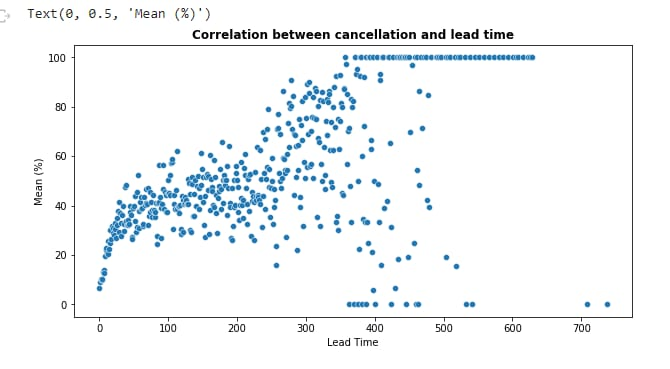 Text(0, 0.5, 'Mean (%)')
Correlation between cancellation and lead time
100
80
60
40
20
0
Mean (%)
0 100 200 300 400 500 600 700
Lead Time